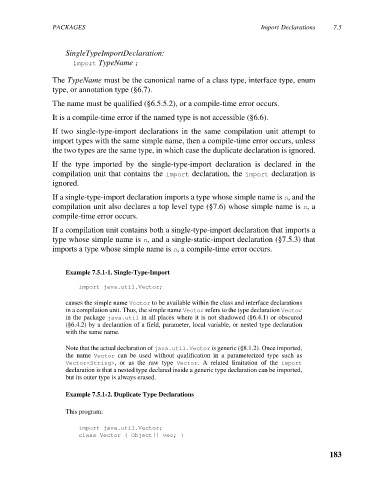 PACKAGES Import Declarations 7.5
SingleTypeImportDeclaration:
import TypeName ;
The TypeName must be the canonical name of a class type, interface type, enum
type, or annotation type (§6.7).
The name must be qualified (§6.5.5.2), or a compile-time error occurs.
It is a compile-time error if the named type is not accessible (§6.6).
If two single-type-import declarations in the same compilation unit attempt to
import types with the same simple name, then a compile-time error occurs, unless
the two types are the same type, in which case the duplicate declaration is ignored.
If the type imported by the single-type-import declaration is declared in the
compilation unit that contains the import declaration, the import declaration is
ignored.
If a single-type-import declaration imports a type whose simple name is n, and the
compilation unit also declares a top level type (§7.6) whose simple name is n, a
compile-time error occurs.
If a compilation unit contains both a single-type-import declaration that imports a
type whose simple name is n, and a single-static-import declaration (§7.5.3) that
imports a type whose simple name is n, a compile-time error occurs.
Example 7.5.1-1. Single-Type-Import
import java.util.Vector;
causes the simple name Vector to be available within the class and interface declarations
in a compilation unit. Thus, the simple name Vector refers to the type declaration Vector
in the package java.util in all places where it is not shadowed (§6.4.1) or obscured
(§6.4.2) by a declaration of a field, parameter, local variable, or nested type declaration
with the same name.
Note that the actual declaration of java.util.Vector is generic (§8.1.2). Once imported,
the name Vector can be used without qualification in a parameterized type such as
Vector<String>, or as the raw type Vector. A related limitation of the import
declaration is that a nested type declared inside a generic type declaration can be imported,
but its outer type is always erased.
Example 7.5.1-2. Duplicate Type Declarations
This program:
import java.util.Vector;
class Vector { Object[] vec; }
183